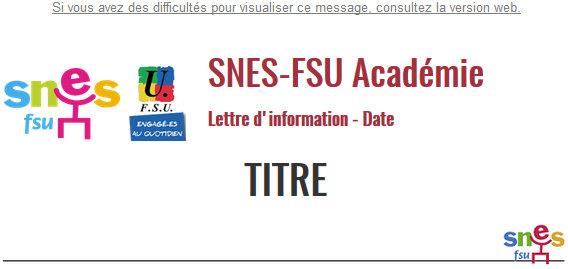 Si vous avez des difficultés pour visualiser ce message, consultez la version web.
snes
fsu
U.
F.S.U.
ENGAGÉ·ES
AU QUOTIDIEN
SNES-FSU Académie
Lettre d'information - Date
TITRE
snes
fsu